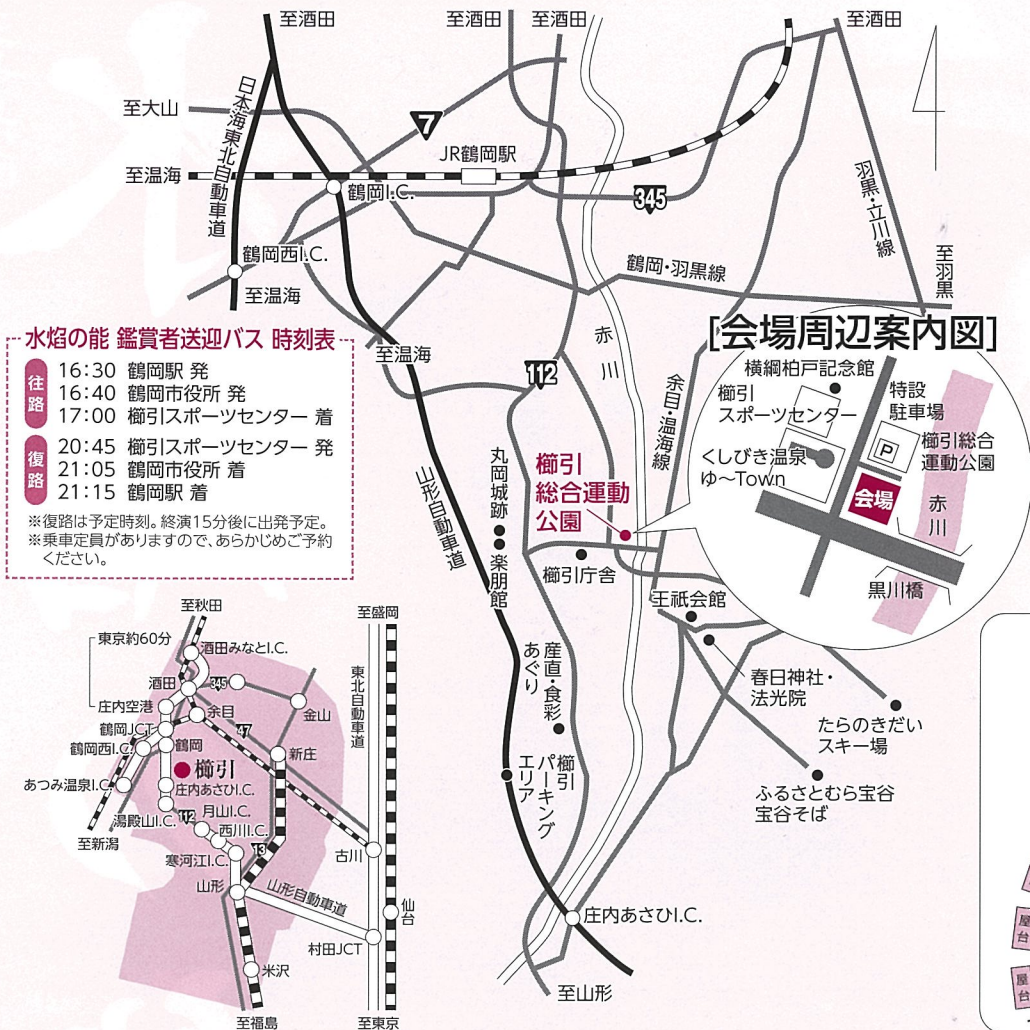 至酒田
至酒田
至酒田
至酒田
至大山
日本海東北自動車道
7
JR鶴岡駅
至温海
鶴岡I.C.
345
羽黒・立川線
鶴岡西I.C.
至温海
鶴岡・羽黒線
至羽黒
水焰の能 鑑賞者送迎バス 時刻表
往路
16:30 鶴岡駅 発
16:40 鶴岡市役所 発
17:00 櫛引スポーツセンター 着
復路
20:45 櫛引スポーツセンター 発
21:05 鶴岡市役所 着
21:15 鶴岡駅 着
※復路は予定時刻。終演15分後に出発予定。
※乗車定員がありますので、あらかじめご予約
ください。
至温海
112
赤川
余目・温海線
山形自動車道
丸岡城跡
楽朋館
櫛引
総合運動
公園
櫛引庁舎
王祇会館
春日神社・
法光院
たらのきだい
スキー場
ふるさとむら宝谷
宝谷そば
産直・食彩
あぐり
櫛引
パーキング
エリア
庄内あさひI.C.
至山形
[会場周辺案内図]
横綱柏戸記念館
櫛引
スポーツセンター
特設
駐車場
P
櫛引総合
運動公園
くしびき温泉
ゆ〜Town
会場
赤川
黒川橋
至秋田
至盛岡
東京約60分
酒田みなとI.C.
酒田
345
東北自動車道
庄内空港
余目
金山
鶴岡JCT
47
鶴岡西I.C.
鶴岡
新庄
櫛引
あつみ温泉I.C.
庄内あさひI.C.
湯殿山I.C.
112
月山I.C.
西川I.C.
至新潟
13
寒河江I.C.
古川
山形
山形自動車道
仙台
村田JCT
米沢
至福島
至東京
屋台
屋台